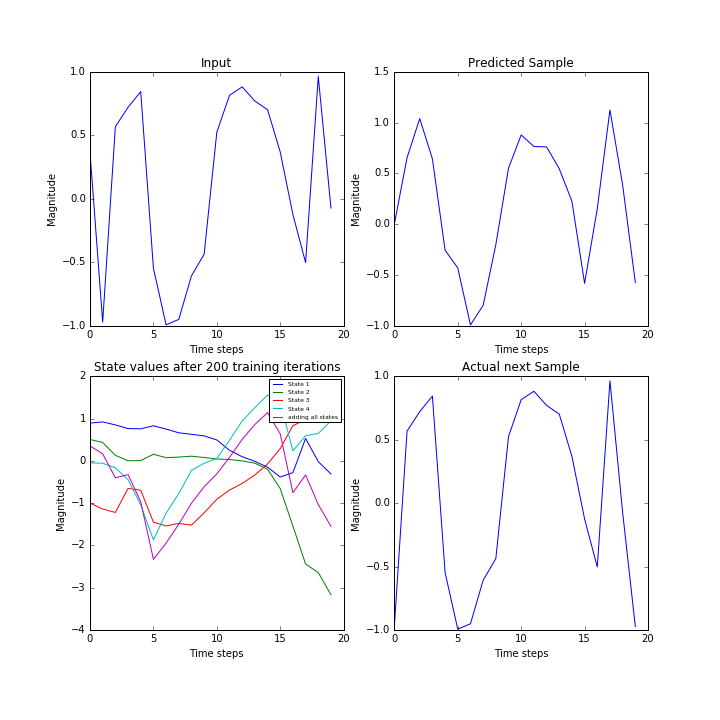 Input
1.0
0.5
0.0
−0.5
−1.0
Magnitude
0 5 10 15 20
Time steps
Predicted Sample
1.5
1.0
0.5
0.0
−0.5
−1.0
Magnitude
0 5 10 15 20
Time steps
State values after 200 training iterations
2
1
0
−1
−2
−3
−4
Magnitude
State 1
State 2
State 3
State 4
adding all states
0 5 10 15 20
Time steps
Actual next Sample
1.0
0.5
0.0
−0.5
−1.0
Magnitude
0 5 10 15 20
Time steps